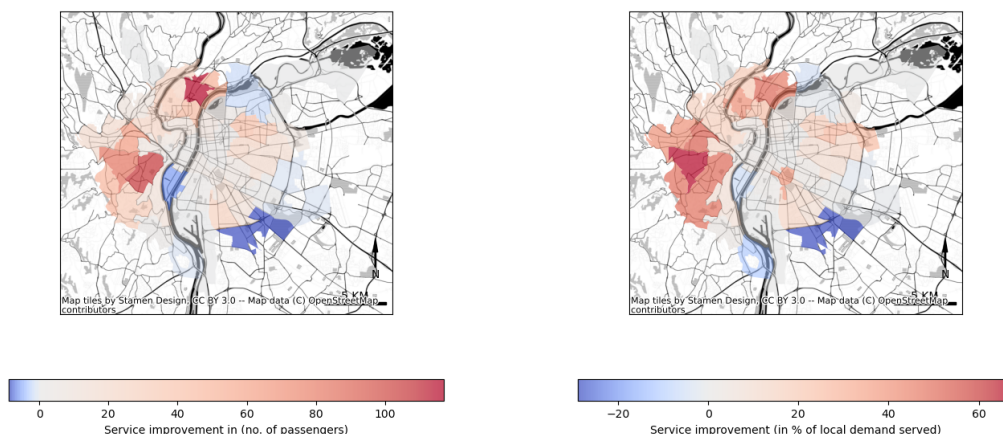 N
5 KM
Map tiles by Stamen Design, CC BY 3.0 -- Map data (C) OpenStreetMap
contributors
N
5 KM
Map tiles by Stamen Design, CC BY 3.0 -- Map data (C) OpenStreetMap
contributors
0 20 40 60 80 100
Service improvement in (no. of passengers)
−20 0 20 40 60
Service improvement (in % of local demand served)